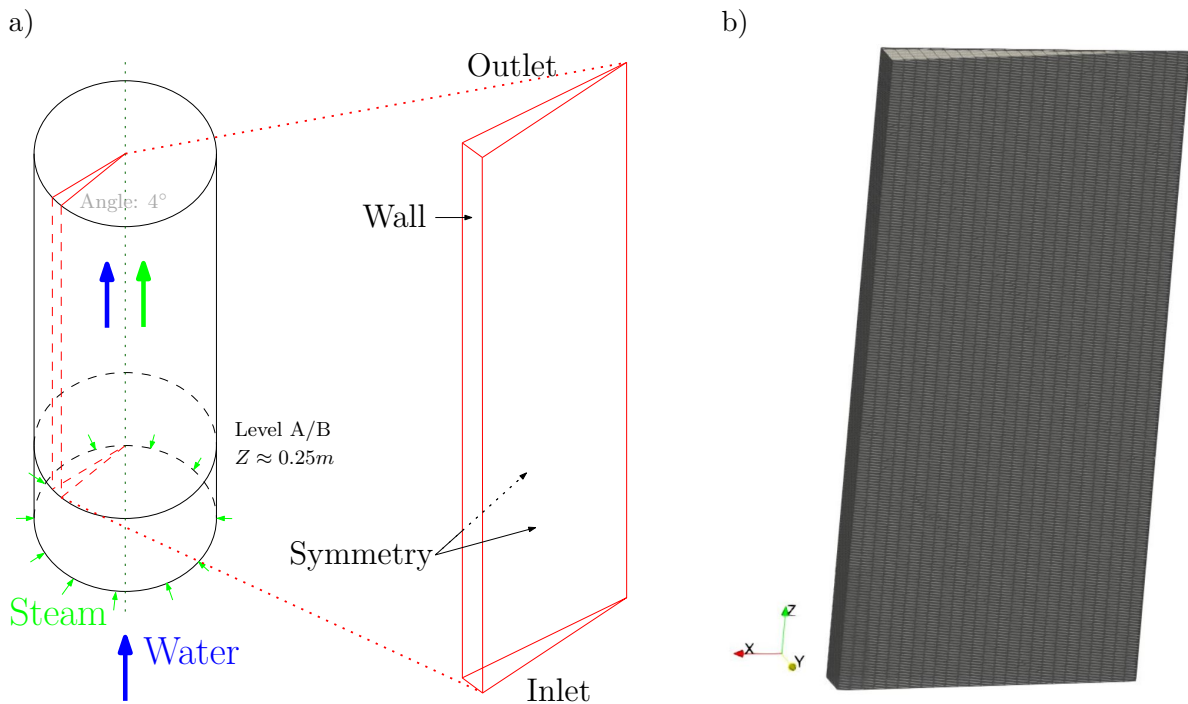 a)
b)
Outlet
Angle: 4°
Wall
Level A/B
Z ≈ 0.25m
Symmetry
Steam
Water
Inlet
Z
X
Y